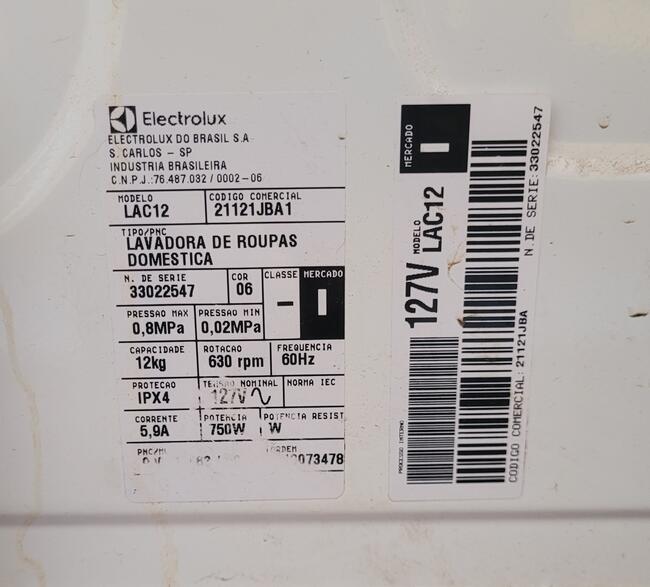 Electrolux
ELECTROLUX DO BRASIL S.A
S. CARLOS - SP
INDUSTRIA BRASILEIRA
C.N.P.J.:76.487.032 / 0002-06
MODELO
LAC12
CODIGO COMERCIAL
21121JBA1
TIPO/PNC
LAVADORA DE ROUPAS
DOMESTICA
N. DE SERIE
33022547
COR
06
CLASSE
-
MERCADO
I
PRESSAO MAX
0,8MPa
PRESSAO MIN
0,02MPa
CAPACIDADE
12kg
ROTACAO
630 rpm
FREQUENCIA
60Hz
PROTECAO
IPX4
TENSAO NOMINAL
127V
NORMA IEC
CORRENTE
5,9A
POTENCIA
750W
POTENCIA RESIST
W
MERCADO
I
127V
MODELO
LAC12
N. DE SERIE: 33022547
PROCESSO INTERNO
CODIGO COMERCIAL: 21121JBA